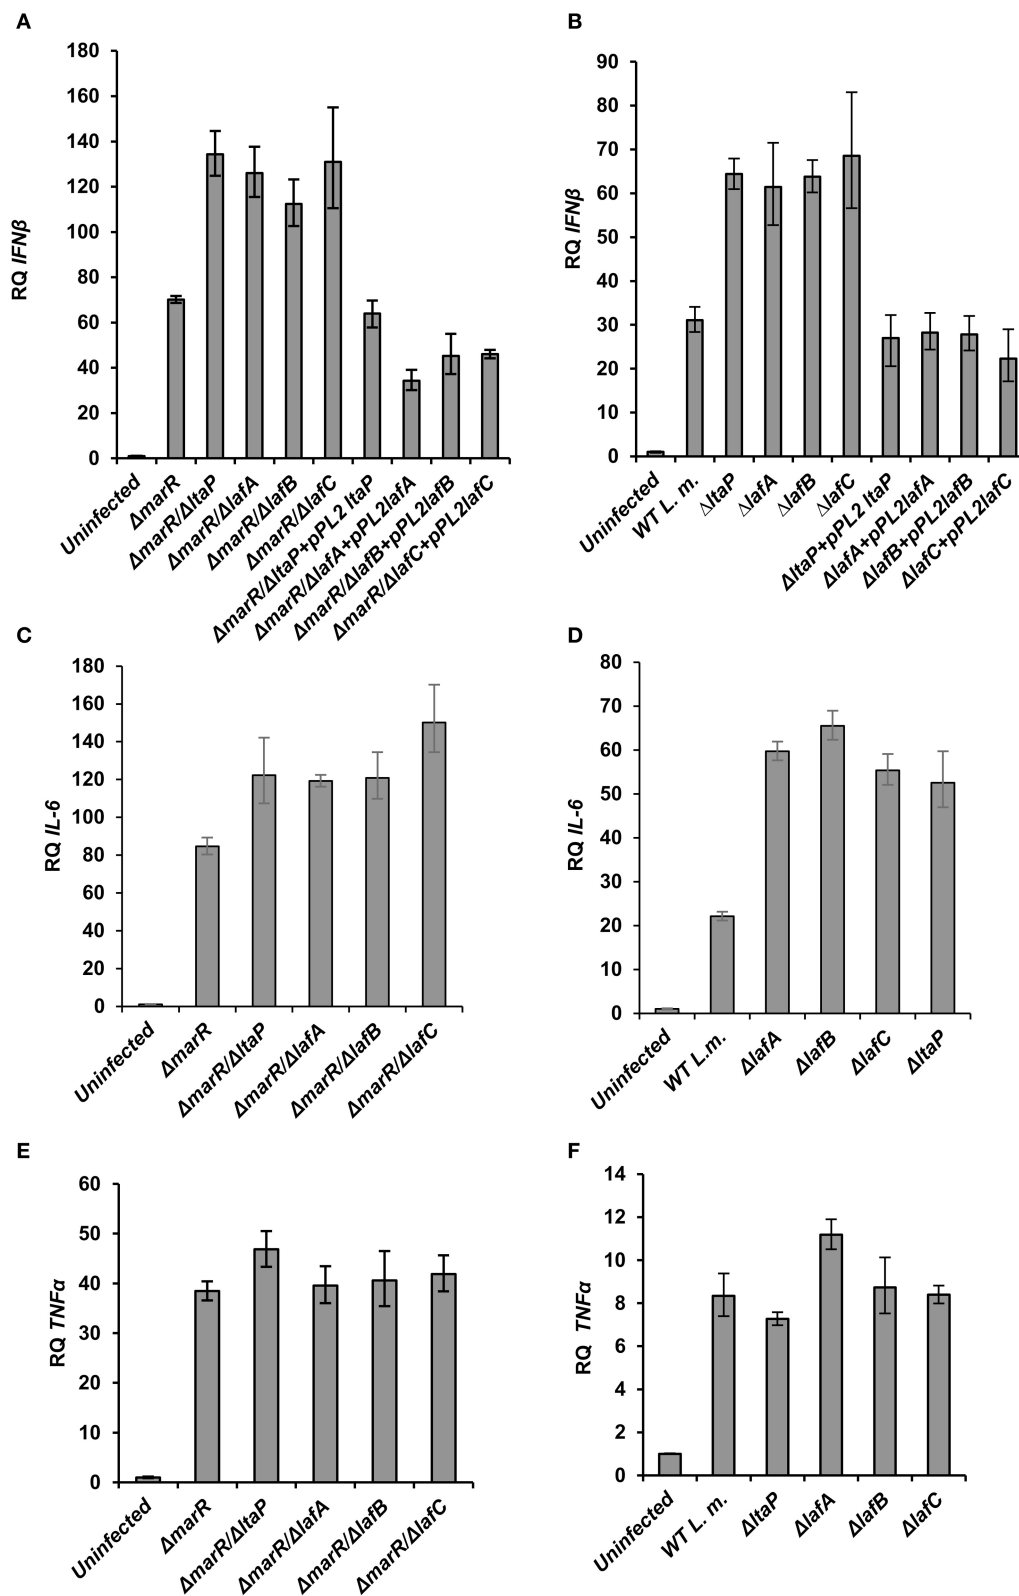 A
RQ IFNβ
180
160
140
120
100
80
60
40
20
0
Uninfected
ΔmarR
ΔmarR/ΔltaP
ΔmarR/ΔlafA
ΔmarR/ΔlafB
ΔmarR/ΔlafC
ΔmarR/ΔltaP+pPL2 ltaP
ΔmarR/ΔlafA+pPL2lafA
ΔmarR/ΔlafB+pPL2lafB
ΔmarR/ΔlafC+pPL2lafC
B
RQ IFNβ
90
80
70
60
50
40
30
20
10
0
Uninfected
WT L. m.
ΔltaP
ΔlafA
ΔlafB
ΔlafC
ΔltaP+pPL2 ltaP
ΔlafA+pPL2lafA
ΔlafB+pPL2lafB
ΔlafC+pPL2lafC
C
RQ IL-6
180
160
140
120
100
80
60
40
20
0
Uninfected
ΔmarR
ΔmarR/ΔltaP
ΔmarR/ΔlafA
ΔmarR/ΔlafB
ΔmarR/ΔlafC
D
RQ IL-6
80
70
60
50
40
30
20
10
0
Uninfected
WT L.m.
ΔlafA
ΔlafB
ΔlafC
ΔltaP
E
RQ TNFα
60
50
40
30
20
10
0
Uninfected
ΔmarR
ΔmarR/ΔltaP
ΔmarR/ΔlafA
ΔmarR/ΔlafB
ΔmarR/ΔlafC
F
RQ TNFα
14
12
10
8
6
4
2
0
Uninfected
WT L. m.
ΔltaP
ΔlafA
ΔlafB
ΔlafC